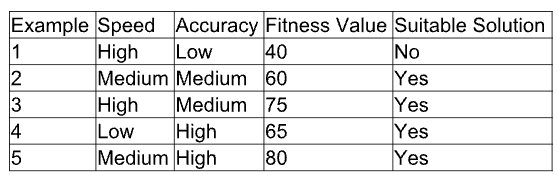 Example Speed Accuracy Fitness Value Suitable Solution
1 High Low 40 No
2 Medium Medium 60 Yes
3 High Medium 75 Yes
4 Low High 65 Yes
5 Medium High 80 Yes